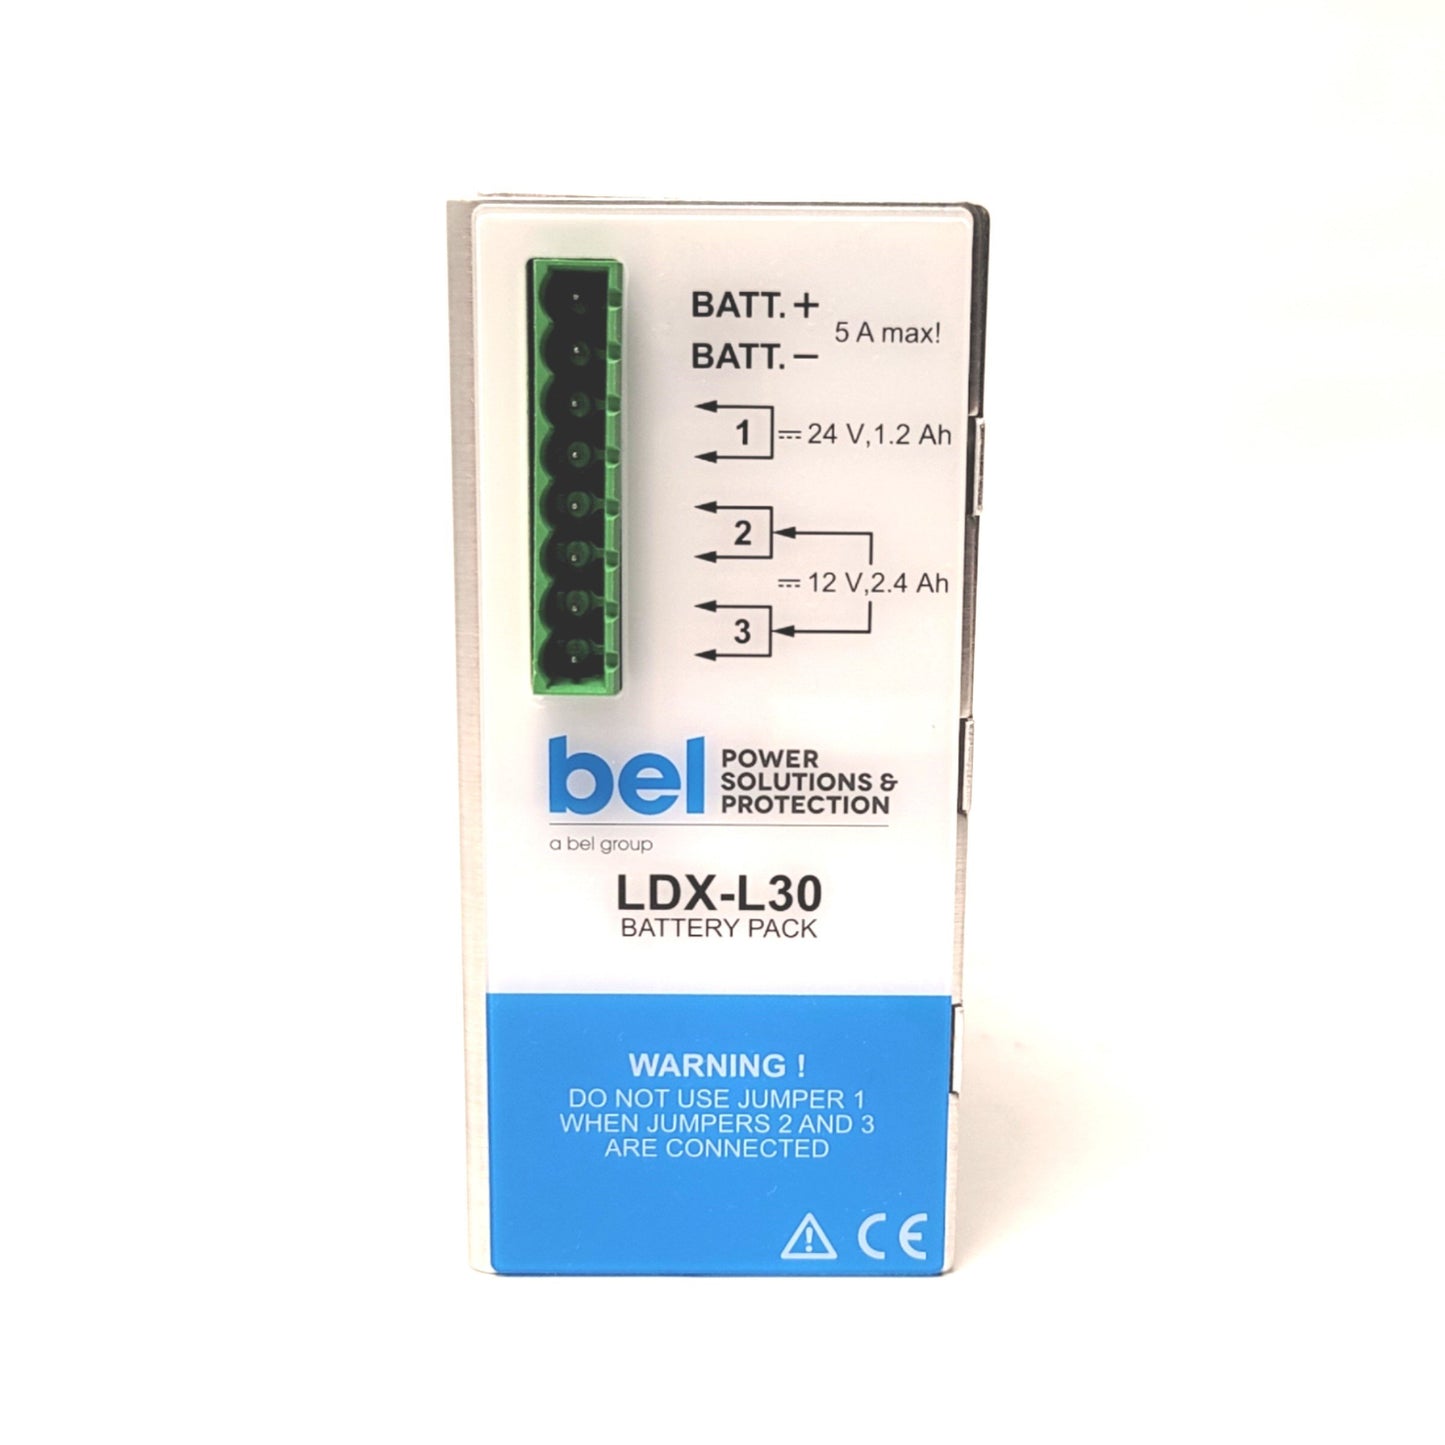 BATT. +
5 A max!
BATT. –
1 ⎓ 24 V,1.2 Ah
2
⎓ 12 V,2.4 Ah
3
bel POWER
SOLUTIONS &
PROTECTION
a bel group
LDX-L30
BATTERY PACK
WARNING !
DO NOT USE JUMPER 1
WHEN JUMPERS 2 AND 3
ARE CONNECTED
CE